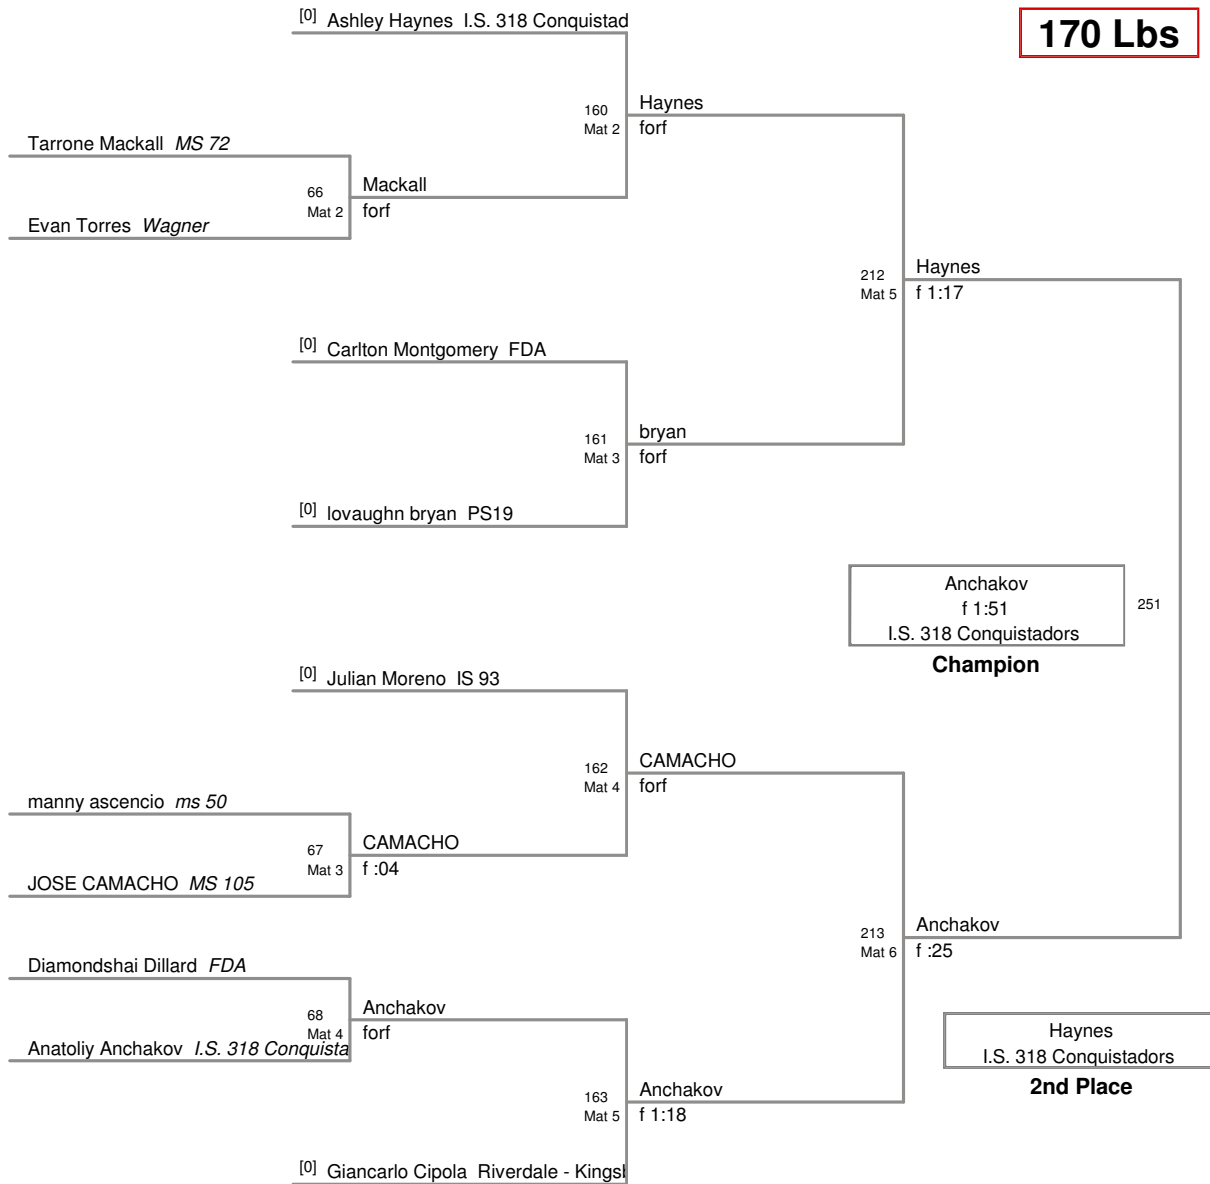 [0] Ashley Haynes I.S. 318 Conquistad
170 Lbs
160
Mat 2
Haynes
forf
Tarrone Mackall MS 72
66
Mat 2
Mackall
forf
Evan Torres Wagner
212
Mat 5
Haynes
f 1:17
[0] Carlton Montgomery FDA
161
Mat 3
bryan
forf
[0] lovaughn bryan PS19
Anchakov
f 1:51
I.S. 318 Conquistadors
251
Champion
[0] Julian Moreno IS 93
162
Mat 4
CAMACHO
forf
manny ascencio ms 50
67
Mat 3
CAMACHO
f :04
JOSE CAMACHO MS 105
213
Mat 6
Anchakov
f :25
Diamondshai Dillard FDA
68
Mat 4
Anchakov
forf
Anatoliy Anchakov I.S. 318 Conquista
Haynes
I.S. 318 Conquistadors
2nd Place
163
Mat 5
Anchakov
f 1:18
[0] Giancarlo Cipola Riverdale - Kingsb